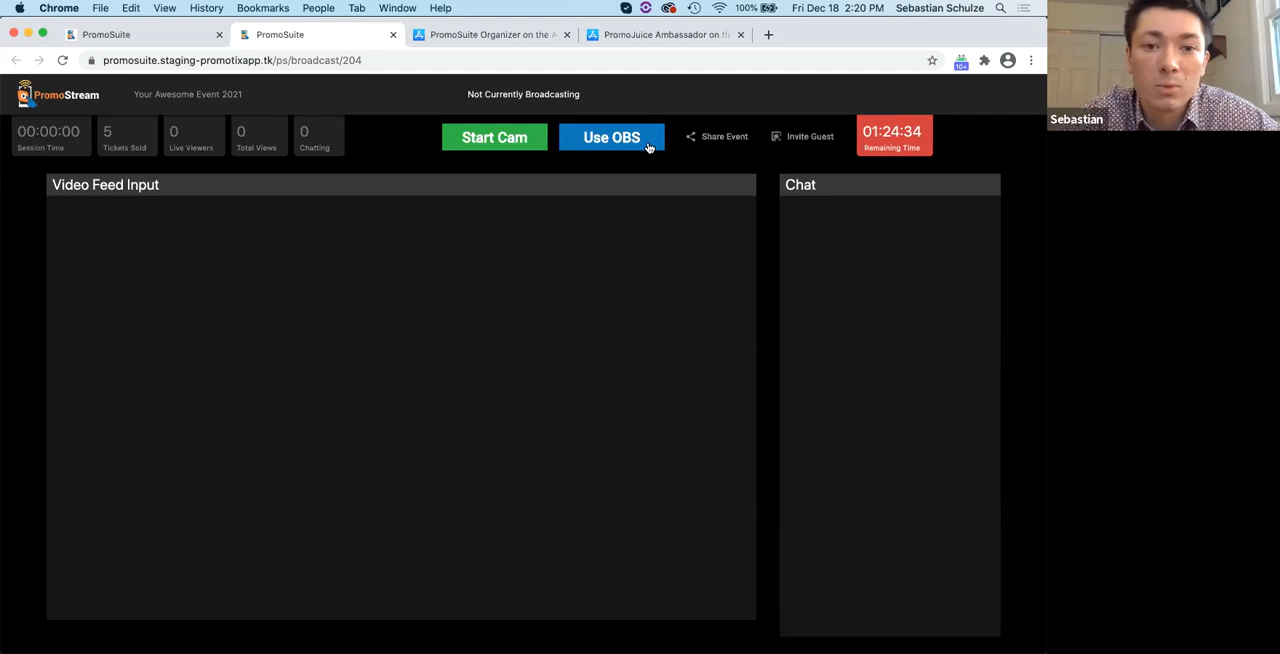 Chrome File Edit View History Bookmarks People Tab Window Help 100% Fri Dec 18 2:20 PM Sebastian Schulze
PromoSuite PromoSuite PromoSuite Organizer on the A PromoJuice Ambassador on th
promosuite.staging-promotixapp.tk/ps/broadcast/204 10+
PromoStream Your Awesome Event 2021 Not Currently Broadcasting
Sebastian
00:00:00 5 0 0 0 Start Cam Use OBS Share Event Invite Guest 01:24:34
Session Time Tickets Sold Live Viewers Total Views Chatting Remaining Time
Video Feed Input Chat